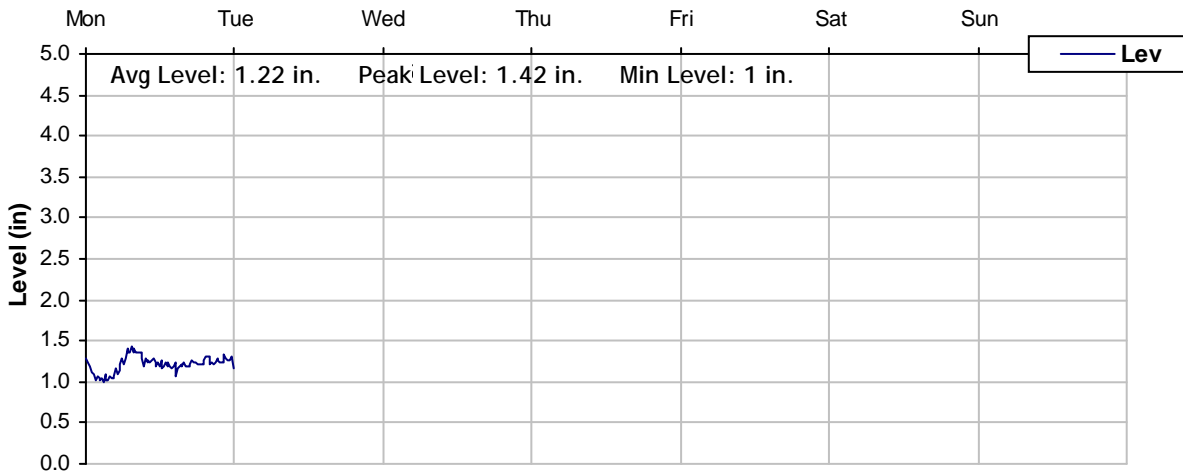 Mon Tue Wed Thu Fri Sat Sun
Lev
Avg Level: 1.22 in. Peak Level: 1.42 in. Min Level: 1 in.
5.0
4.5
4.0
3.5
3.0
2.5
2.0
1.5
1.0
0.5
0.0
Level (in)